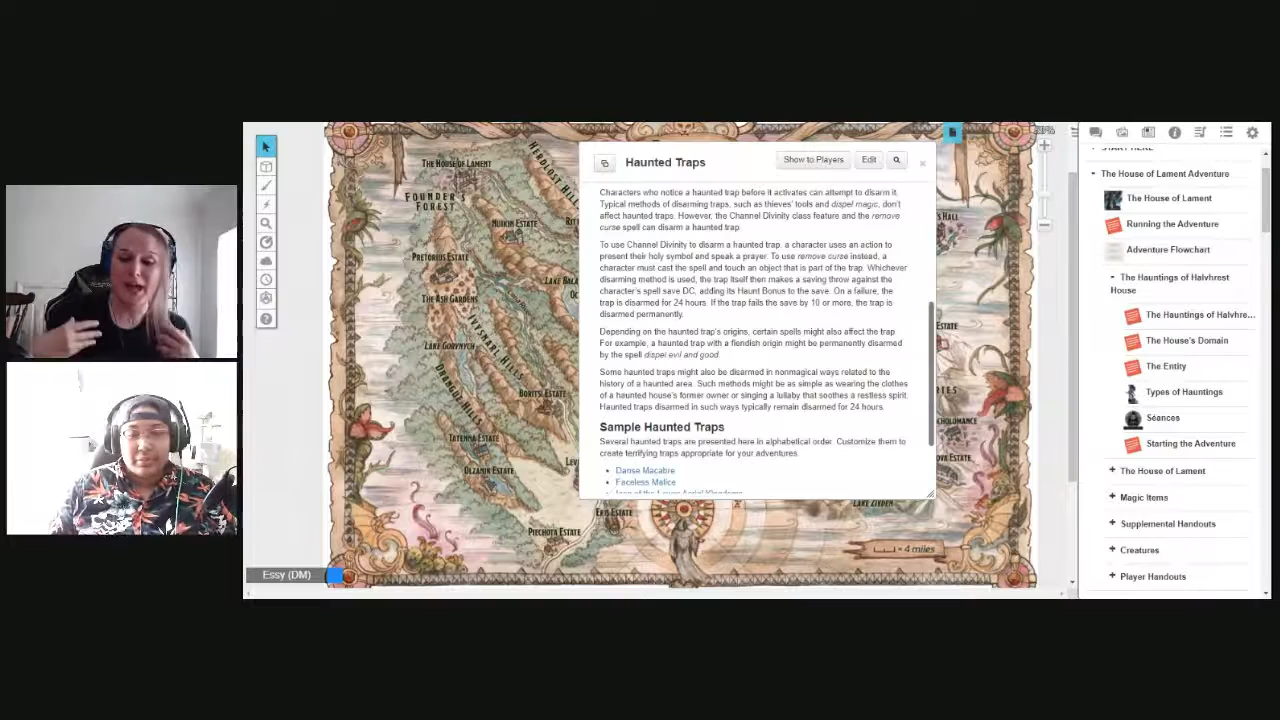 THE HOUSE OF LAMENT
FOUNDER'S
FOREST
HEROLOST HILLS
NUIKIN ESTATE
PRETORIUS ESTATE
THE ASH GARDENS
LAKE
DEZANIR ESTATE
PIECHOTA ESTATE
ERIS ESTATE
4 miles
Essy (DM)
Haunted Traps
Show to Players
Edit
Characters who notice a haunted trap before it activates can attempt to disarm it.
Typical methods of disarming traps, such as thieves' tools and dispel magic, don't
affect haunted traps. However, the Channel Divinity class feature and the remove
curse spell can disarm a haunted trap.
To use Channel Divinity to disarm a haunted trap, a character uses an action to
present their holy symbol and speak a prayer. To use remove curse instead, a
character must cast the spell and touch an object that is part of the trap. Whichever
disarming method is used, the trap itself then makes a saving throw against the
character's spell save DC, adding its Haunt Bonus to the save. On a failure, the
trap is disarmed for 24 hours. If the trap fails the save by 10 or more, the trap is
disarmed permanently.
Depending on the haunted trap's origins, certain spells might also affect the trap.
For example, a haunted trap with a fiendish origin might be permanently disarmed
by the spell dispel evil and good.
Some haunted traps might also be disarmed in nonmagical ways related to the
history of a haunted area. Such methods might be as simple as wearing the clothes
of a haunted house's former owner or singing a lullaby that soothes a restless spirit.
Haunted traps disarmed in such ways typically remain disarmed for 24 hours.
Sample Haunted Traps
Several haunted traps are presented here in alphabetical order. Customize them to
create terrifying traps appropriate for your adventures.
Danse Macabre
Faceless Malice
START HERE
The House of Lament Adventure
The House of Lament
Running the Adventure
Adventure Flowchart
The Hauntings of Halvhrest
House
The Hauntings of Halvhre...
The House's Domain
The Entity
Types of Hauntings
Séances
Starting the Adventure
The House of Lament
Magic Items
Supplemental Handouts
Creatures
Player Handouts